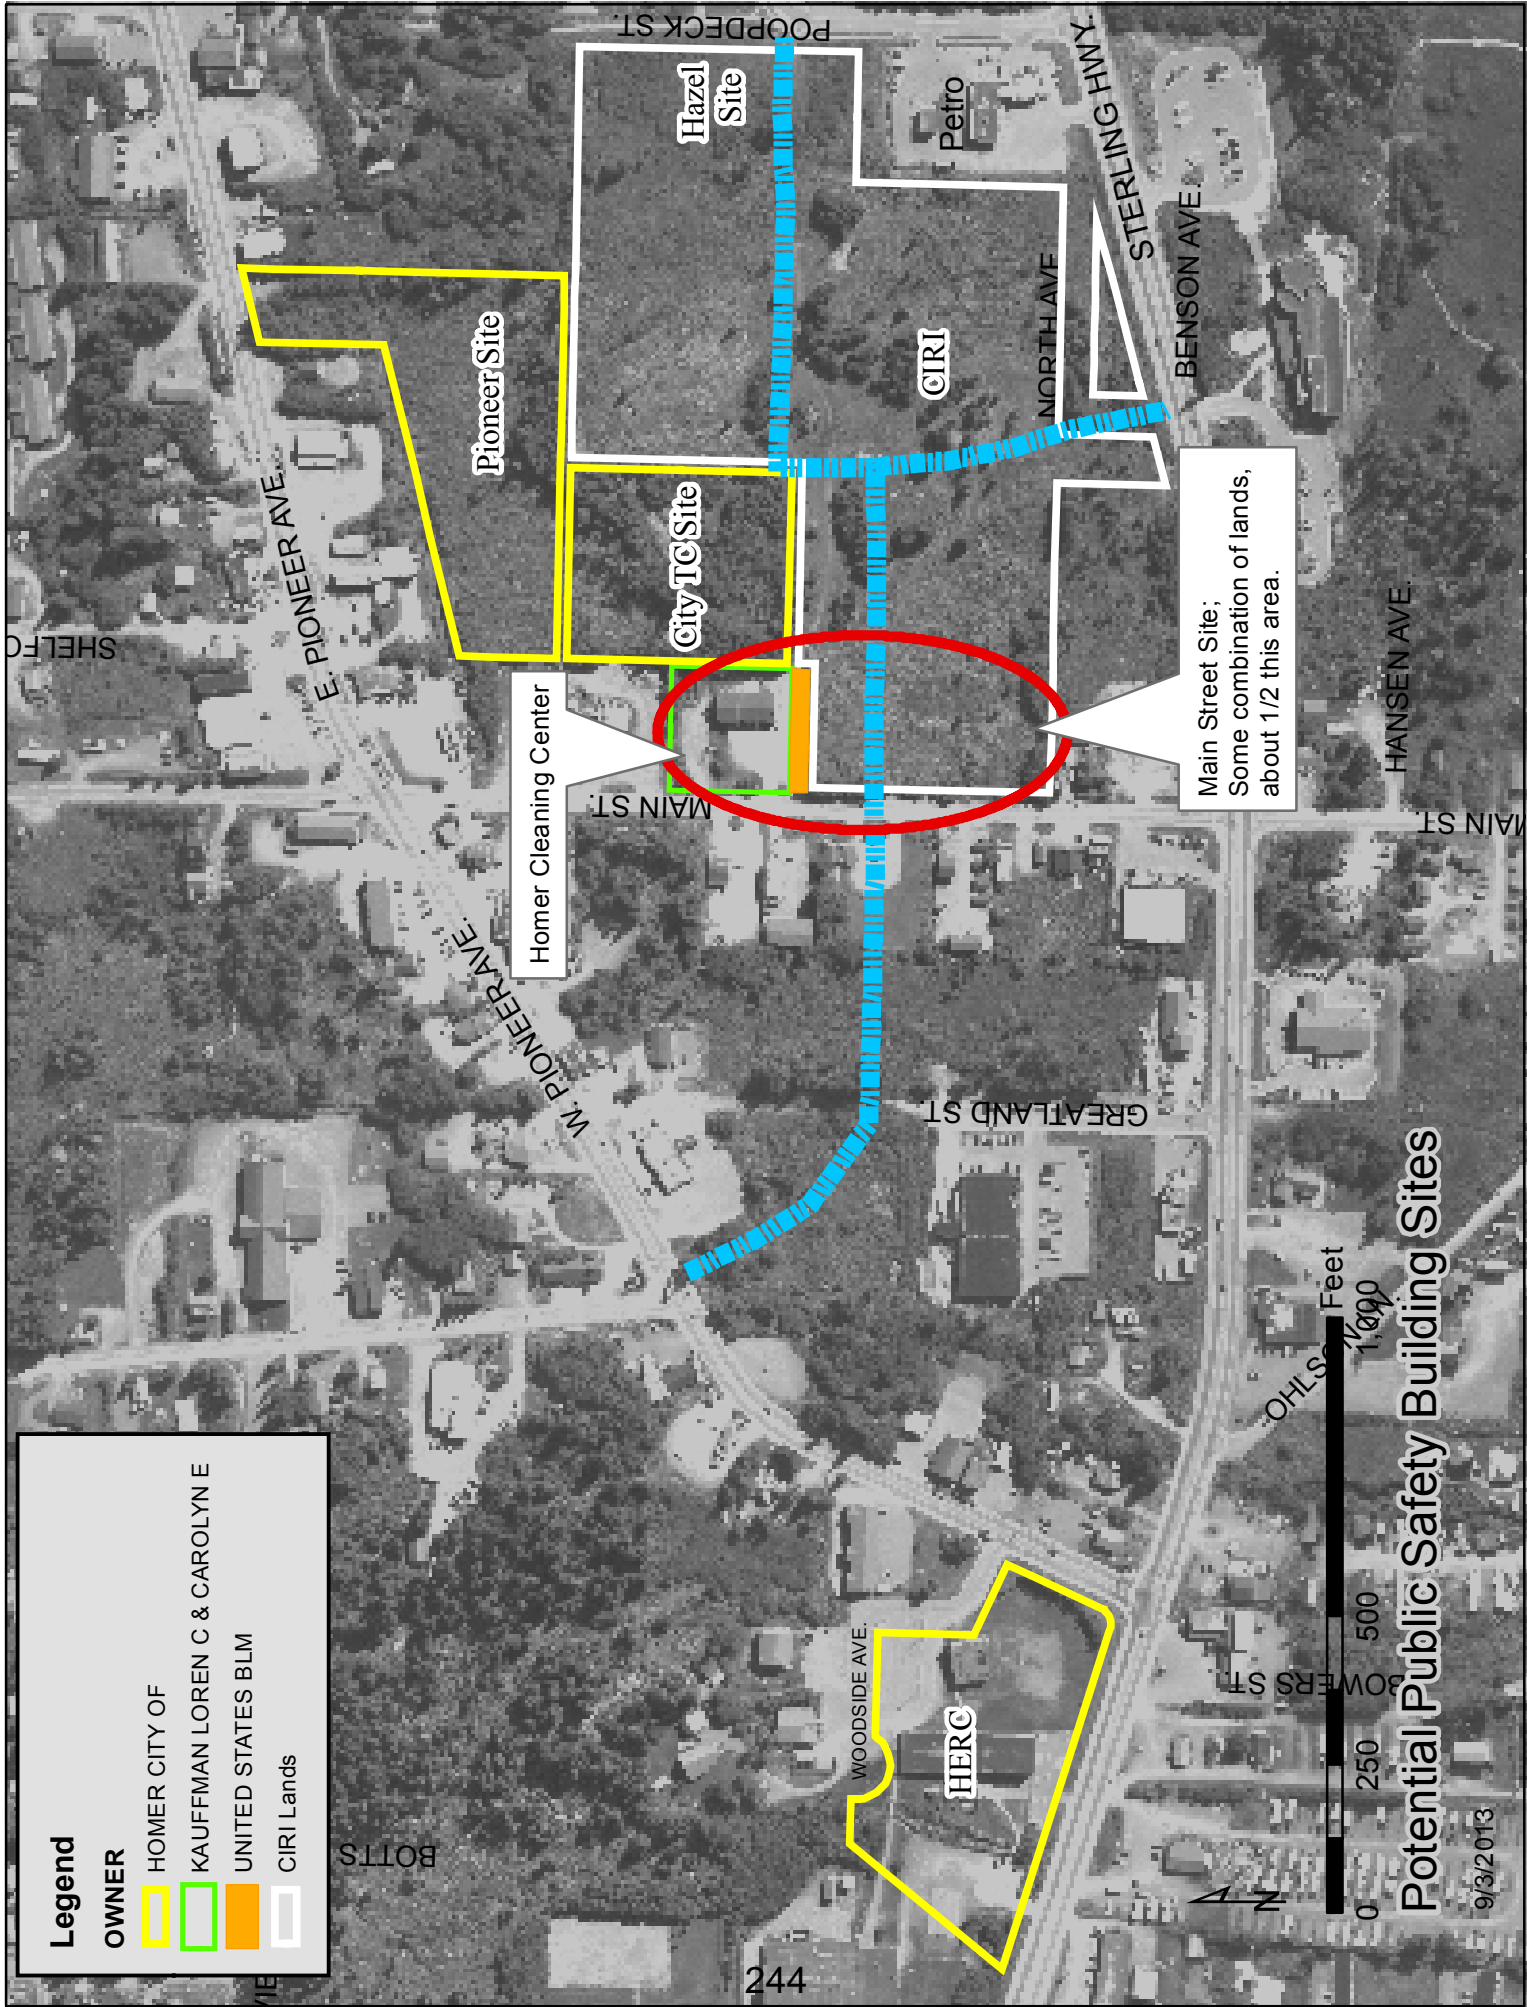 Legend
OWNER
HOMER CITY OF
KAUFFMAN LOREN C & CAROLYN E
UNITED STATES BLM
CIRI Lands
SHELFO
E. PIONEER AVE.
W. PIONEER AVE.
POOPDECK ST.
Pioneer Site
Hazel
Site
City TC Site
Homer Cleaning Center
MAIN ST.
CIRI
Petro
NORTH AVE
STERLING HWY.
BENSON AVE.
Main Street Site;
Some combination of lands,
about 1/2 this area.
HANSEN AVE.
MAIN ST.
GREATLAND ST.
WOODSIDE AVE.
HERC
BOTTS
BOWERS ST.
N
0 250 500 1,000
Feet
Potential Public Safety Building Sites
9/3/2013
244